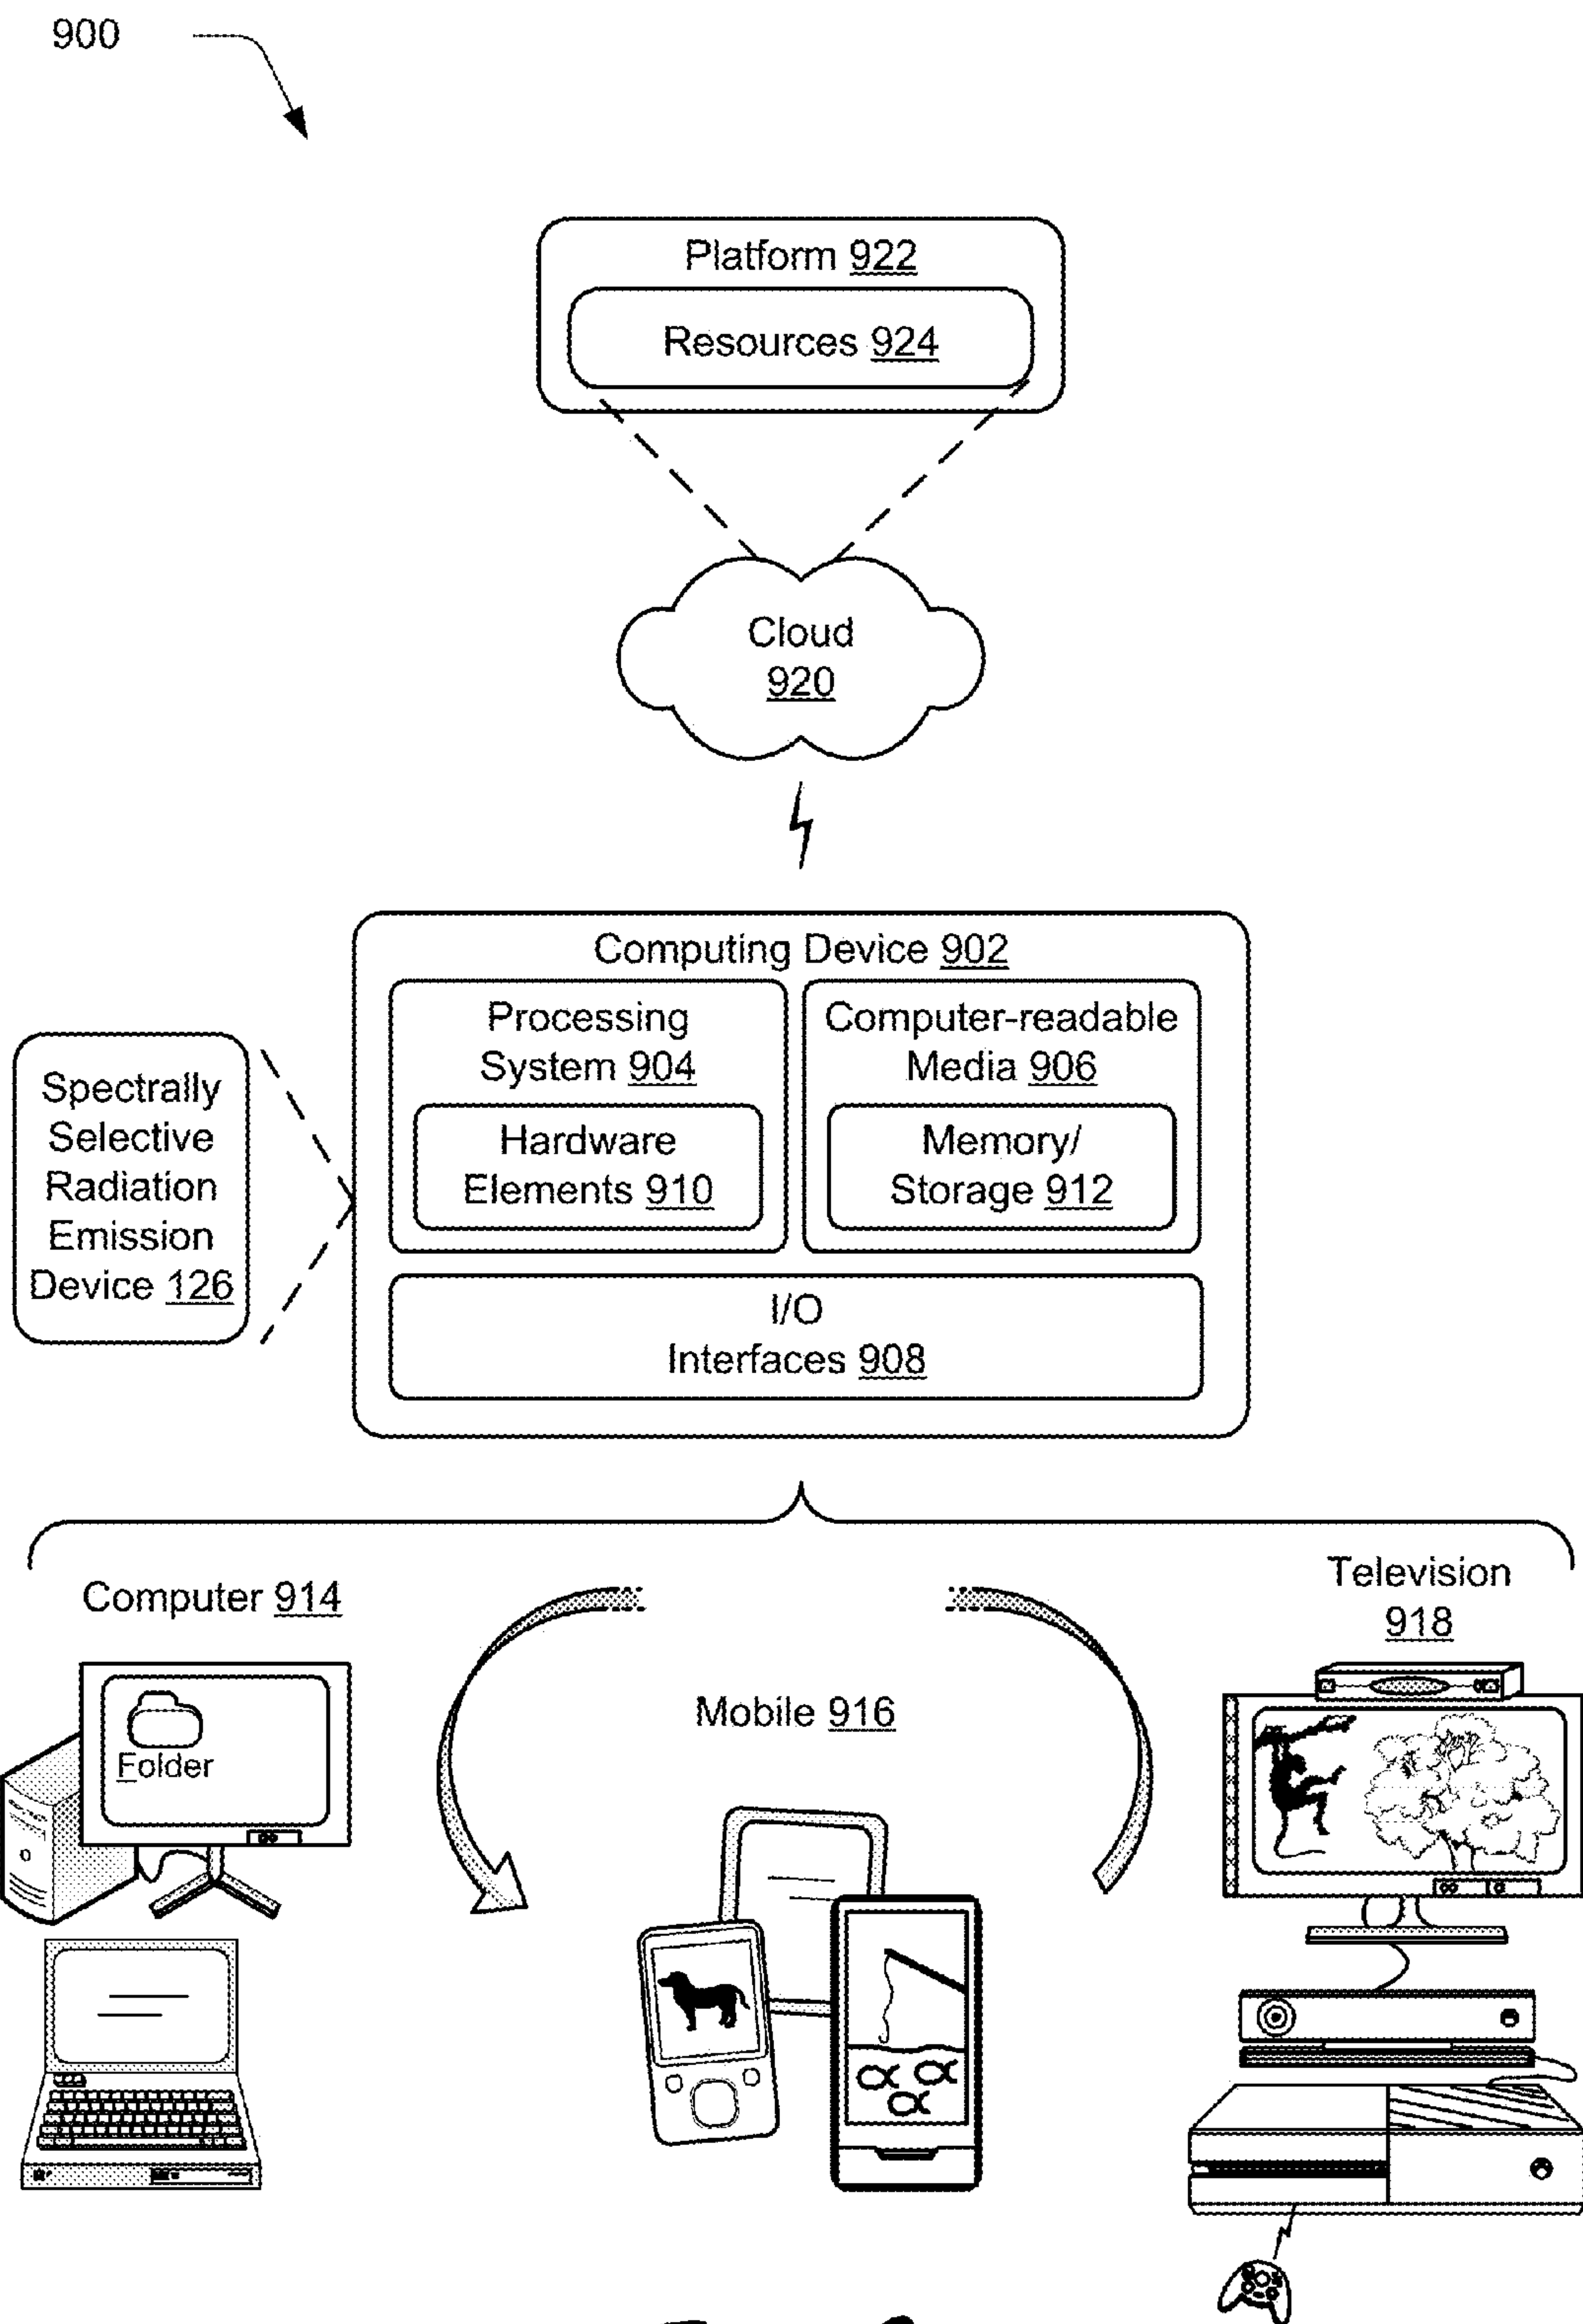 900
Platform 922
Resources 924
Cloud
920
Computing Device 902
Processing
System 904
Hardware
Elements 910
Computer-readable
Media 906
Memory/
Storage 912
I/O
Interfaces 908
Spectrally
Selective
Radiation
Emission
Device 126
Computer 914
Folder
Mobile 916
Television
918